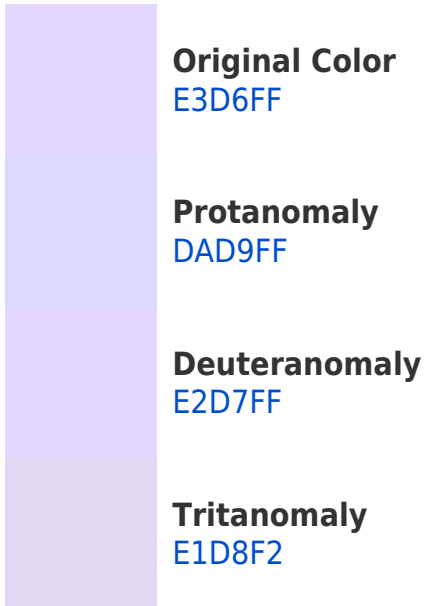 Original Color
E3D6FF
Protanomaly
DAD9FF
Deuteranomaly
E2D7FF
Tritanomaly
E1D8F2